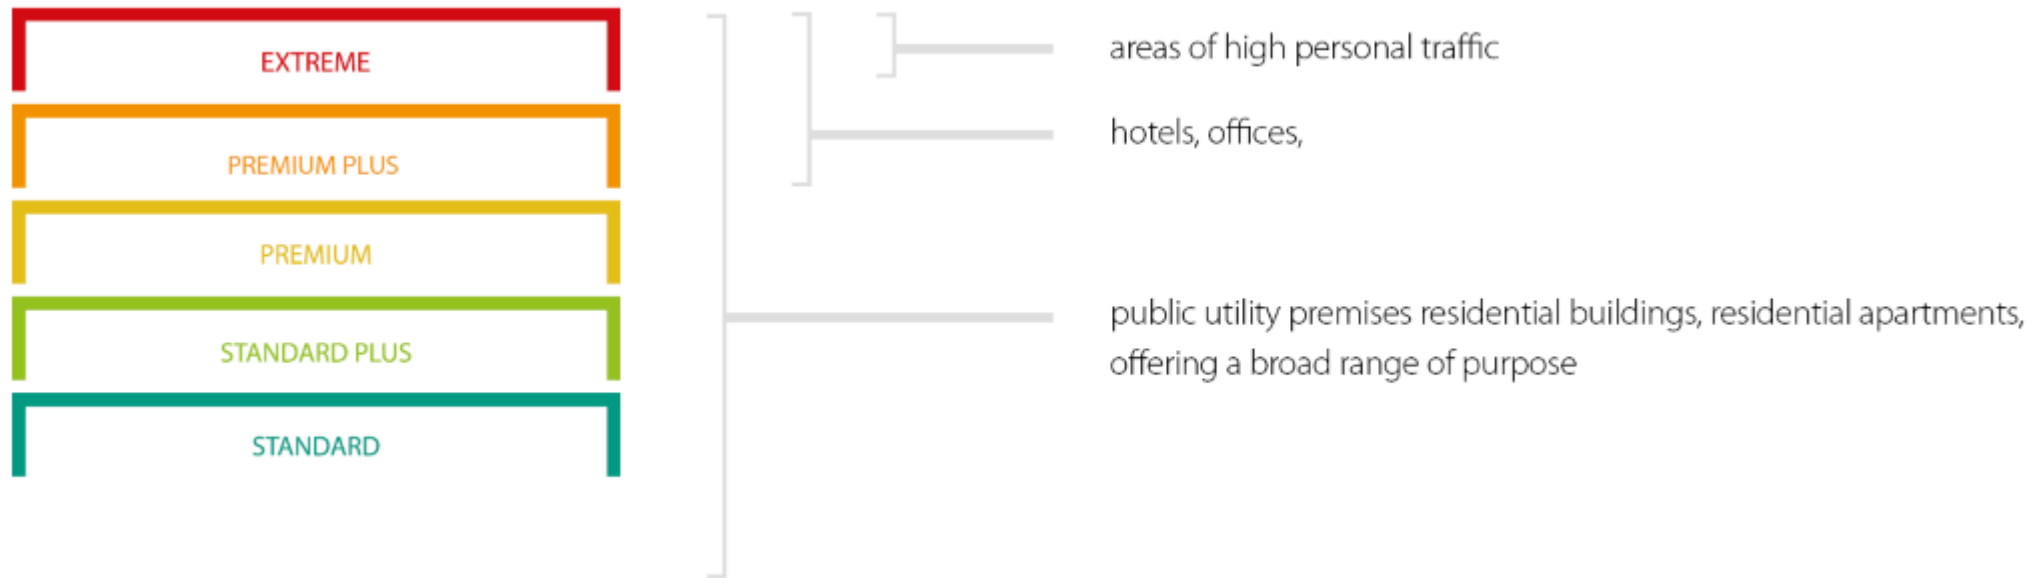 EXTREME
areas of high personal traffic
PREMIUM PLUS
hotels, offices,
PREMIUM
STANDARD PLUS
public utility premises residential buildings, residential apartments,
offering a broad range of purpose
STANDARD